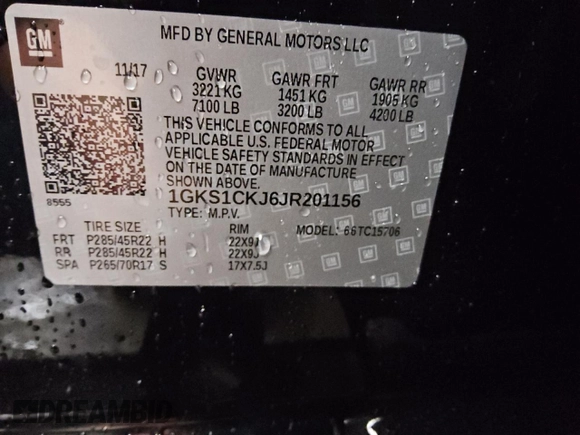 GM
MFD BY GENERAL MOTORS LLC
11/17 GVWR GAWR FRT GAWR RR
3221 KG 1451 KG 1905 KG
7100 LB 3200 LB 4200 LB
THIS VEHICLE CONFORMS TO ALL
APPLICABLE U.S. FEDERAL MOTOR
VEHICLE SAFETY STANDARDS IN EFFECT
ON THE DATE OF MANUFACTURE
SHOWN ABOVE.
8555
1GKS1CKJ6JR201156
TYPE: M.P.V. MODEL:
TIRE SIZE RIM
FRT P285/45R22 H 22X9J
RR P285/45R22 H 22X9J
SPA P265/70R17 S 17X7.5J
DREAMBID